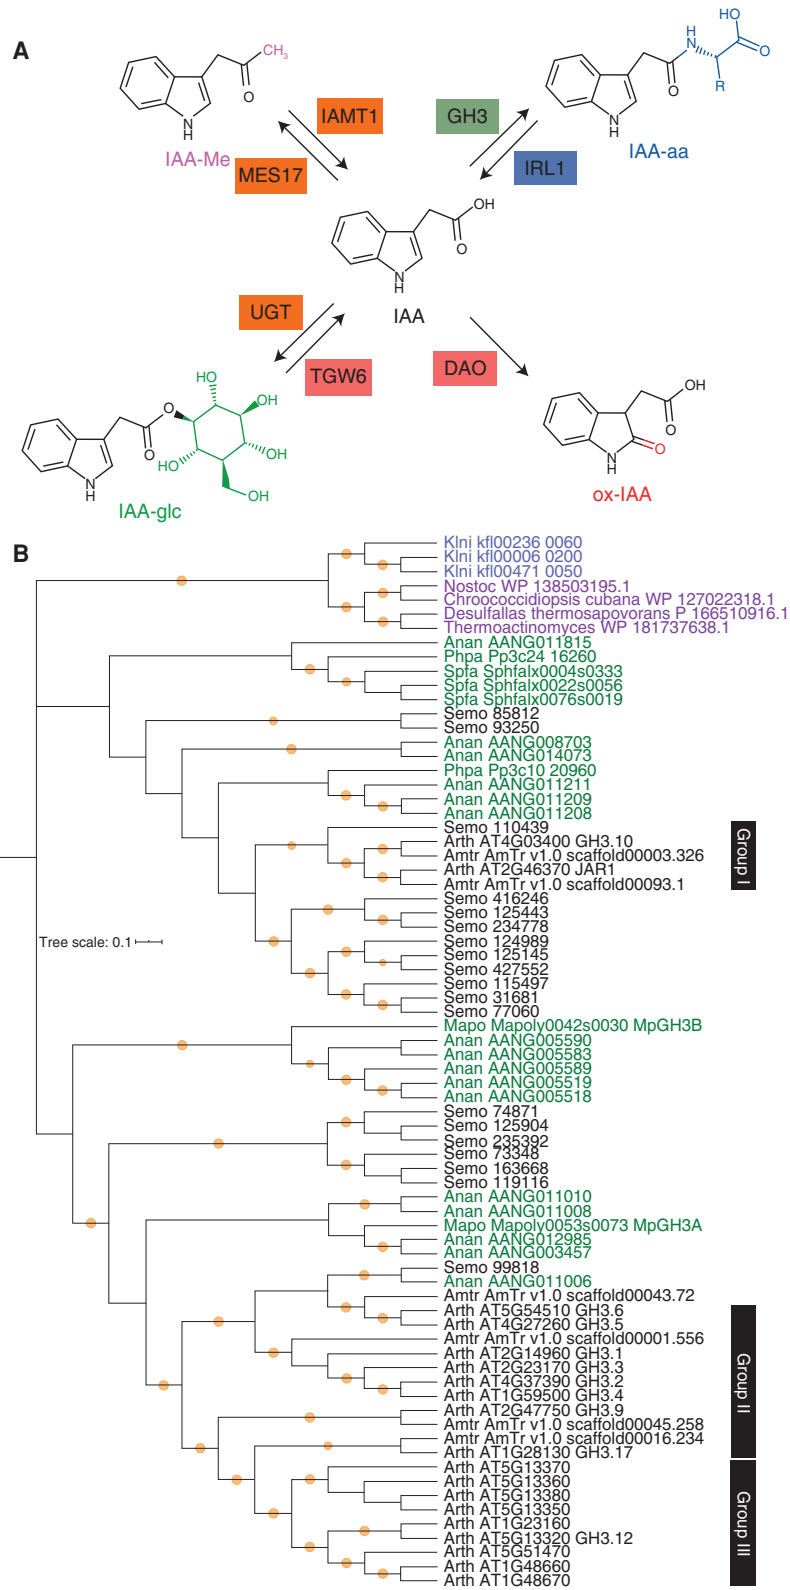 A
HO
CH3
O
N
H
IAA-Me
IAMT1
MES17
GH3
IRL1
H
N
O
O
R
N
H
IAA-aa
OH
O
N
H
IAA
UGT
TGW6
DAO
HO
OH
O
O
HO
OH
OH
N
H
IAA-glc
OH
O
O
N
H
ox-IAA
B
Klni kfl00236 0060
Klni kfl00006 0200
Klni kfl00471 0050
Nostoc WP 138503195.1
Chroococcidiopsis cubana WP 127022318.1
Desulfallas thermosapovorans P 166510916.1
Thermoactinomyces WP 181737638.1
Anan AANG011815
Phpa Pp3c24 16260
Spfa Sphfalx0004s0333
Spfa Sphfalx0022s0056
Spfa Sphfalx0076s0019
Semo 85812
Semo 93250
Anan AANG008703
Anan AANG014073
Phpa Pp3c10 20960
Anan AANG011211
Anan AANG011209
Anan AANG011208
Semo 110439
Arth AT4G03400 GH3.10
Amtr AmTr v1.0 scaffold00003.326
Arth AT2G46370 JAR1
Amtr AmTr v1.0 scaffold00093.1
Group I
Semo 416246
Semo 125443
Semo 234778
Semo 124989
Semo 125145
Semo 427552
Semo 115497
Semo 31681
Semo 77060
Tree scale: 0.1
Mapo Mapoly0042s0030 MpGH3B
Anan AANG005590
Anan AANG005583
Anan AANG005589
Anan AANG005519
Anan AANG005518
Semo 74871
Semo 125904
Semo 235392
Semo 73348
Semo 163668
Semo 119116
Anan AANG011010
Anan AANG011008
Mapo Mapoly0053s0073 MpGH3A
Anan AANG012985
Anan AANG003457
Semo 99818
Anan AANG011006
Amtr AmTr v1.0 scaffold00043.72
Arth AT5G54510 GH3.6
Arth AT4G27260 GH3.5
Amtr AmTr v1.0 scaffold00001.556
Arth AT2G14960 GH3.1
Arth AT2G23170 GH3.3
Arth AT4G37390 GH3.2
Arth AT1G59500 GH3.4
Arth AT2G47750 GH3.9
Amtr AmTr v1.0 scaffold00045.258
Amtr AmTr v1.0 scaffold00016.234
Arth AT1G28130 GH3.17
Group II
Arth AT5G13370
Arth AT5G13360
Arth AT5G13380
Arth AT5G13350
Arth AT1G23160
Arth AT5G13320 GH3.12
Arth AT5G51470
Arth AT1G48660
Arth AT1G48670
Group III